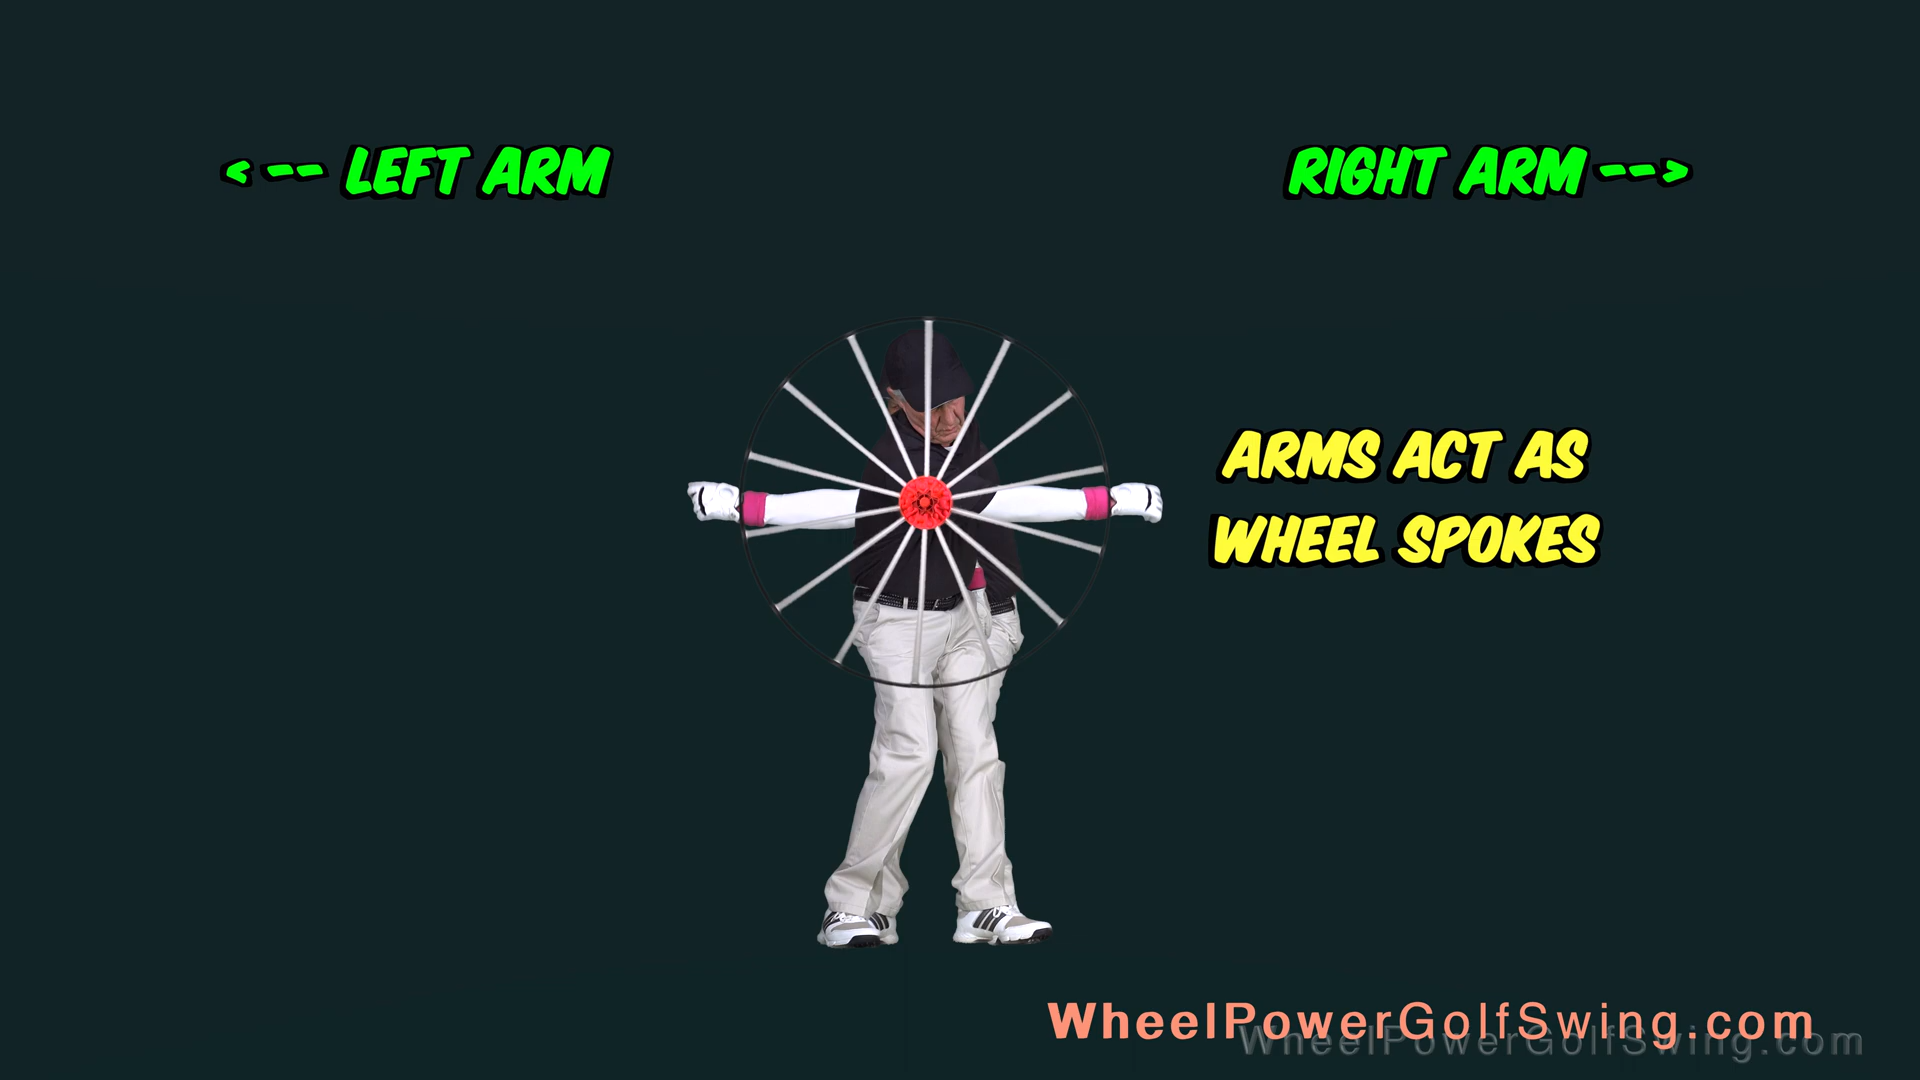 <-- LEFT ARM
RIGHT ARM -->
ARMS ACT AS
WHEEL SPOKES
WheelPowerGolfSwing.com
WheelPowerGolfSwing.com